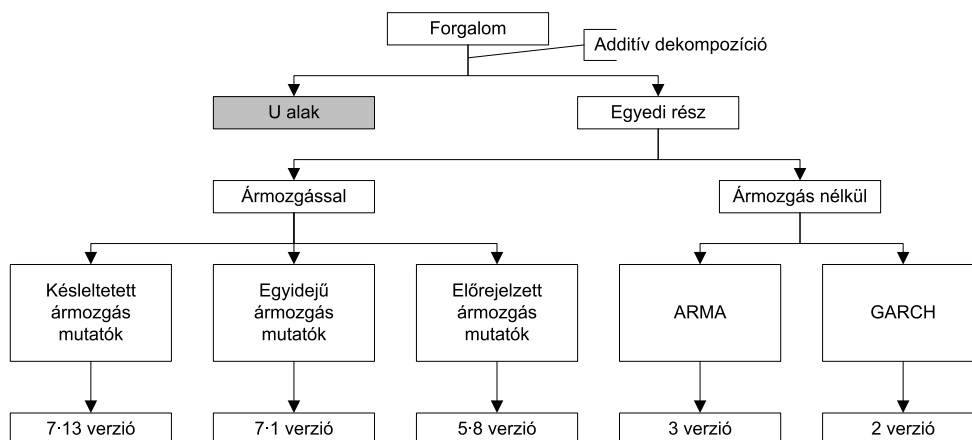 Forgalom
Additív dekompozíció
U alak
Egyedi rész
Ármozgással
Ármozgás nélkül
Késleltetett
ármozgás
mutatók
Egyidejű
ármozgás
mutatók
Előrejelzett
ármozgás
mutatók
ARMA
GARCH
7·13 verzió
7·1 verzió
5·8 verzió
3 verzió
2 verzió